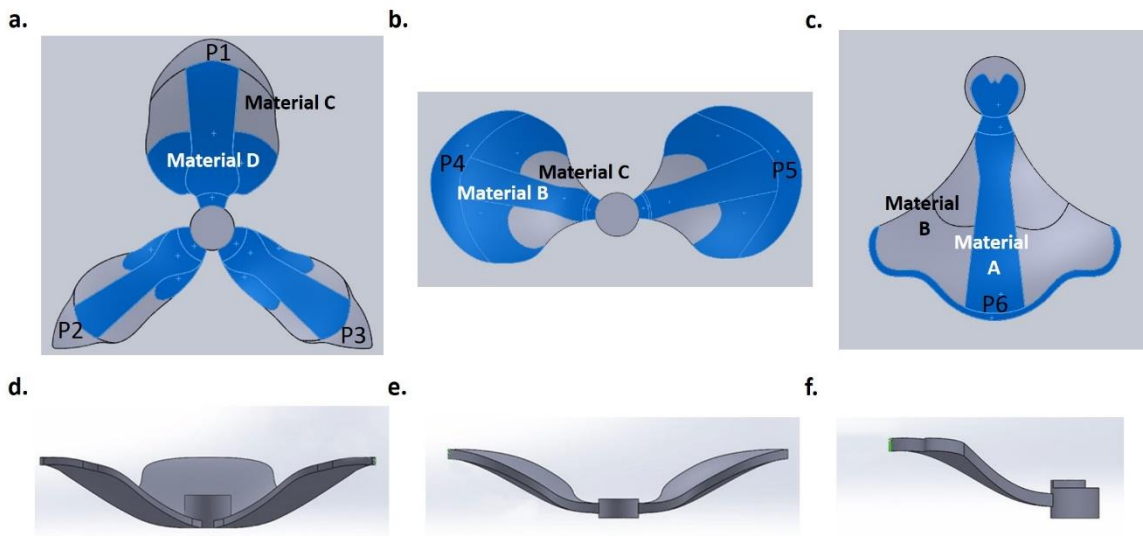 a.
b.
c.
P1
Material C
Material D
P2
P3
P4
Material C
Material B
P5
Material
B
Material
A
P6
d.
e.
f.